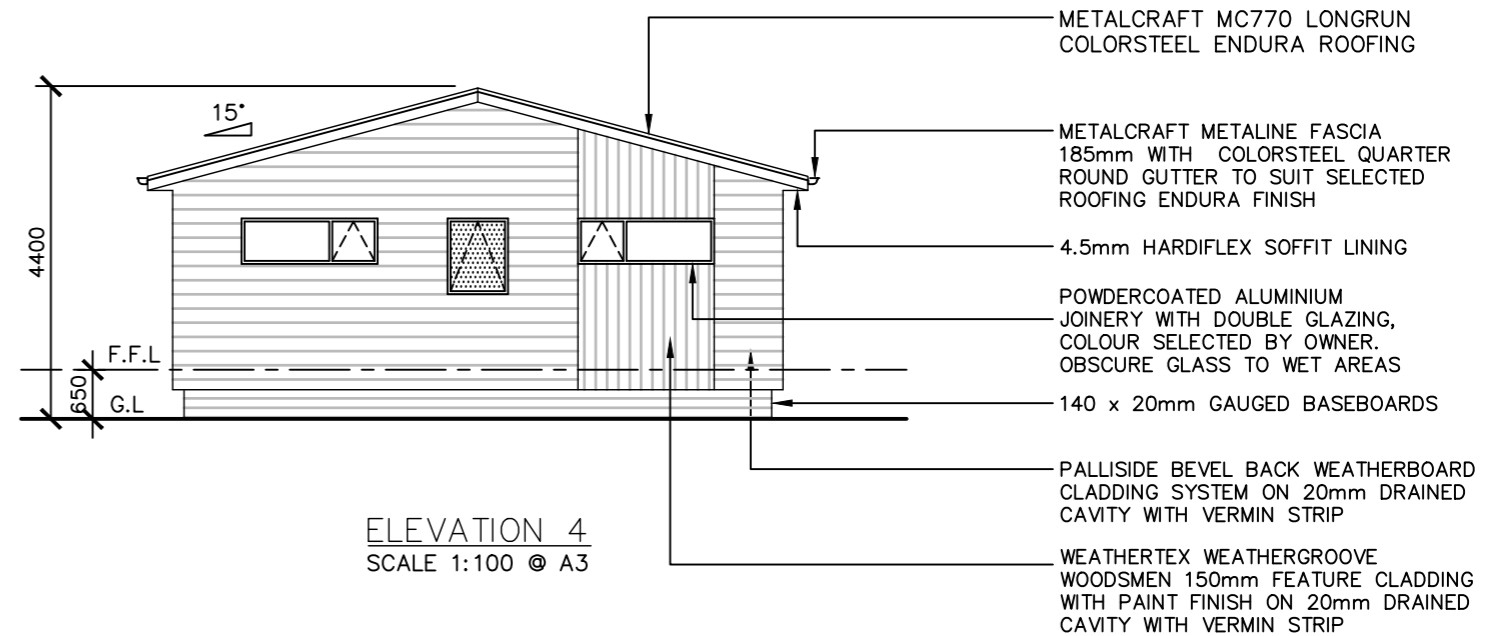 METALCRAFT MC770 LONGRUN
COLORSTEEL ENDURA ROOFING
15°
METALCRAFT METALINE FASCIA
185mm WITH COLORSTEEL QUARTER
ROUND GUTTER TO SUIT SELECTED
ROOFING ENDURA FINISH
4400
4.5mm HARDIFLEX SOFFIT LINING
POWDERCOATED ALUMINIUM
JOINERY WITH DOUBLE GLAZING,
COLOUR SELECTED BY OWNER.
OBSCURE GLASS TO WET AREAS
F.F.L
650
G.L
140 x 20mm GAUGED BASEBOARDS
PALLISIDE BEVEL BACK WEATHERBOARD
CLADDING SYSTEM ON 20mm DRAINED
CAVITY WITH VERMIN STRIP
ELEVATION 4
SCALE 1:100 @ A3
WEATHERTEX WEATHERGROOVE
WOODSMEN 150mm FEATURE CLADDING
WITH PAINT FINISH ON 20mm DRAINED
CAVITY WITH VERMIN STRIP